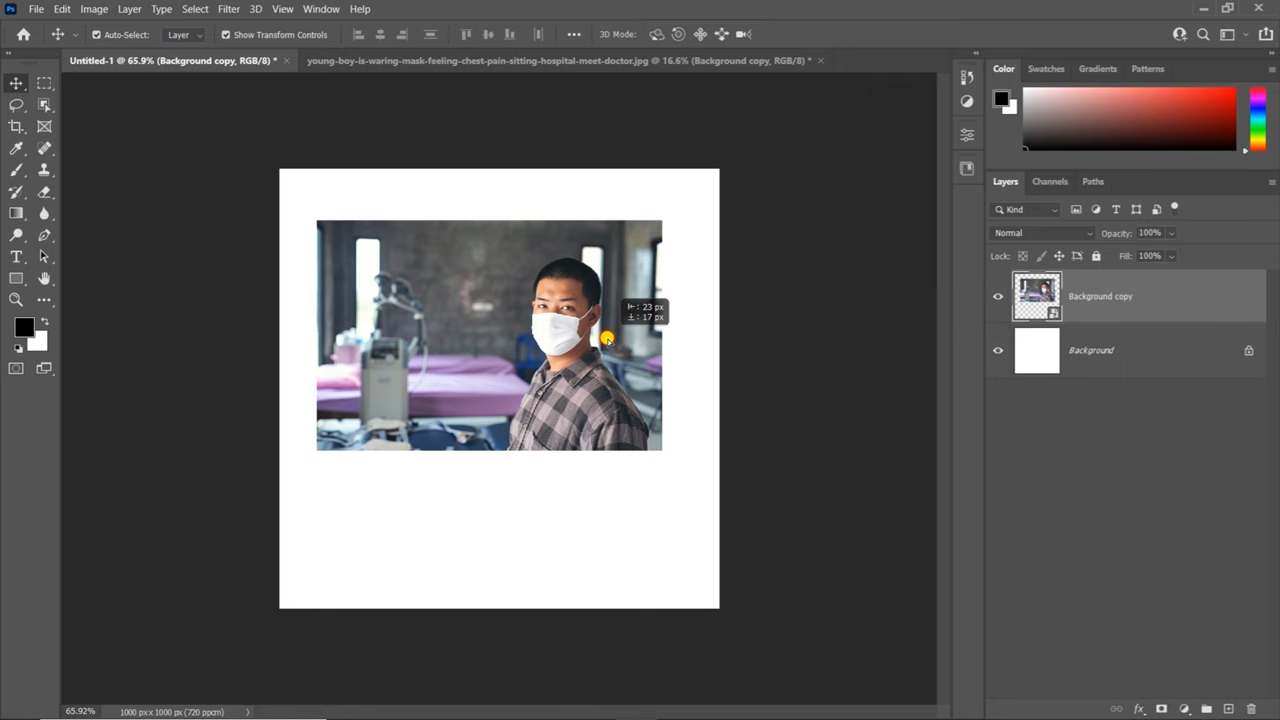 Ps File Edit Image Layer Type Select Filter 3D View Window Help
Auto-Select: Layer Show Transform Controls 3D Mode:
Untitled-1 @ 65.9% (Background copy, RGB/8) * × young-boy-is-waring-mask-feeling-chest-pain-sitting-hospital-meet-doctor.jpg @ 16.6% (Background copy, RGB/8) * ×
Color Swatches Gradients Patterns
Layers Channels Paths
Kind
Normal Opacity: 100%
Lock: Fill: 100%
Background copy
Background
: 23 px
: 17 px
65.92% 1000 px x 1000 px (720 ppcm)